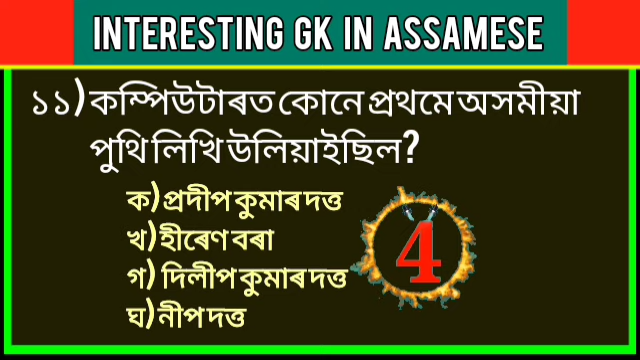 INTERESTING GK IN ASSAMESE
১১) কম্পিউটাৰত কোনে প্ৰথমে অসমীয়া
পুথি লিখি উলিয়াইছিল?
ক) প্ৰদীপ কুমাৰ দত্ত
খ) হীৰেণ বৰা
গ) দিলীপ কুমাৰ দত্ত
ঘ) নীপ দত্ত
4